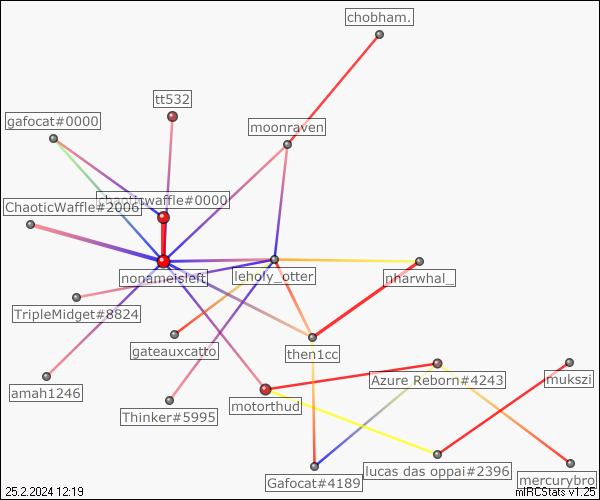 chobham.
tt532
gafocat#0000
moonraven
chaoticwaffle#0000
ChaoticWaffle#2006
nonameisleft
leholy_otter
nharwhal_
TripleMidget#8824
gateauxcatto
then1cc
Azure Reborn#4243
mukszi
amah1246
Thinker#5995
motorthud
lucas das oppai#2396
Gafocat#4189
mercurybro
25.2.2024 12:19
mIRCStats v1.25